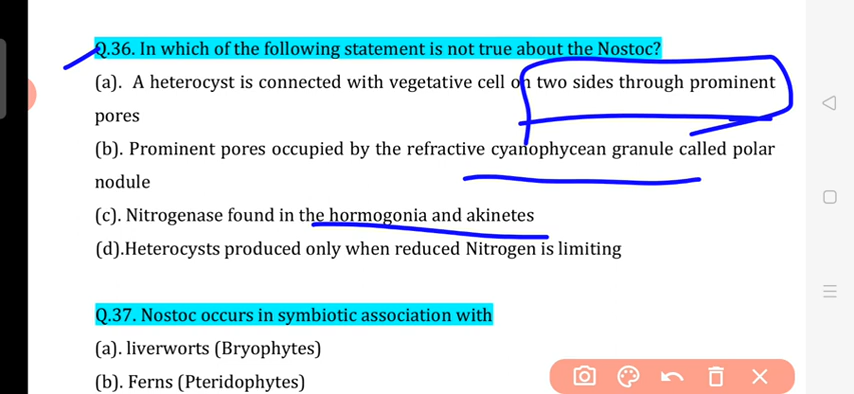 Q.36. In which of the following statement is not true about the Nostoc?
(a).  A heterocyst is connected with vegetative cell on two sides through prominent
pores
(b). Prominent pores occupied by the refractive cyanophycean granule called polar
nodule
(c). Nitrogenase found in the hormogonia and akinetes
(d).Heterocysts produced only when reduced Nitrogen is limiting
Q.37. Nostoc occurs in symbiotic association with
(a). liverworts (Bryophytes)
(b). Ferns (Pteridophytes)